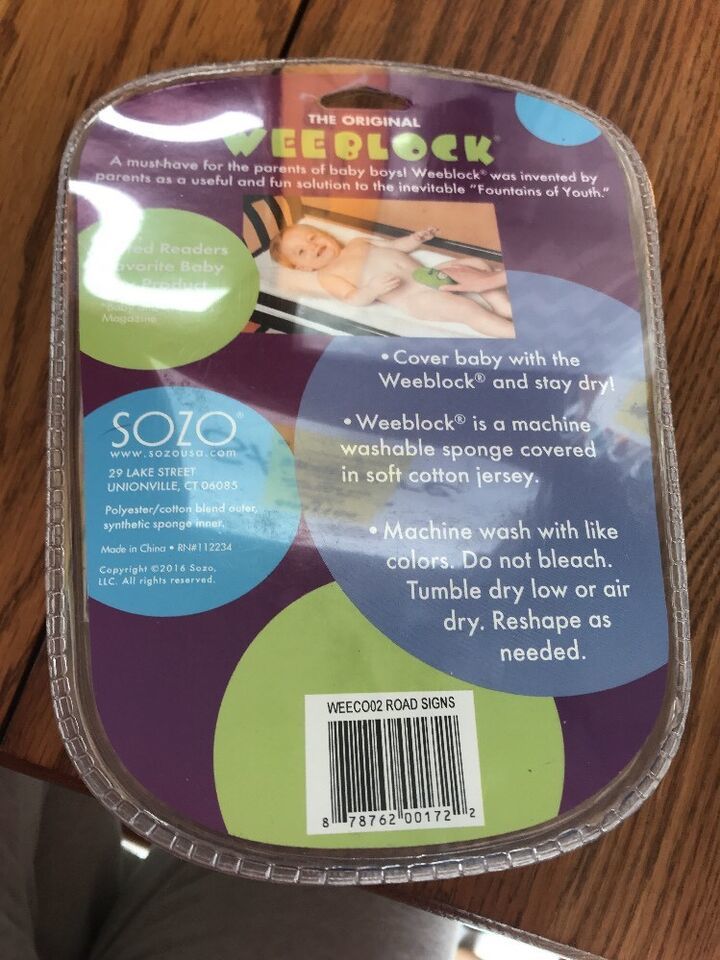 THE ORIGINAL
WEEBLOCK®
A must-have for the parents of baby boys! Weeblock® was invented by
parents as a useful and fun solution to the inevitable "Fountains of Youth."
Readers
Baby
Product
Magazine
• Cover baby with the
Weeblock® and stay dry!
• Weeblock® is a machine
washable sponge covered
in soft cotton jersey.
• Machine wash with like
colors. Do not bleach.
Tumble dry low or air
dry. Reshape as
needed.
SOZO®
www.sozousa.com
29 LAKE STREET
UNIONVILLE, CT 06085
Polyester/cotton blend outer,
synthetic sponge inner.
Made in China • RN#112234
Copyright ©2016 Sozo,
LLC. All rights reserved.
WEECO02 ROAD SIGNS
8 78762 00172 2